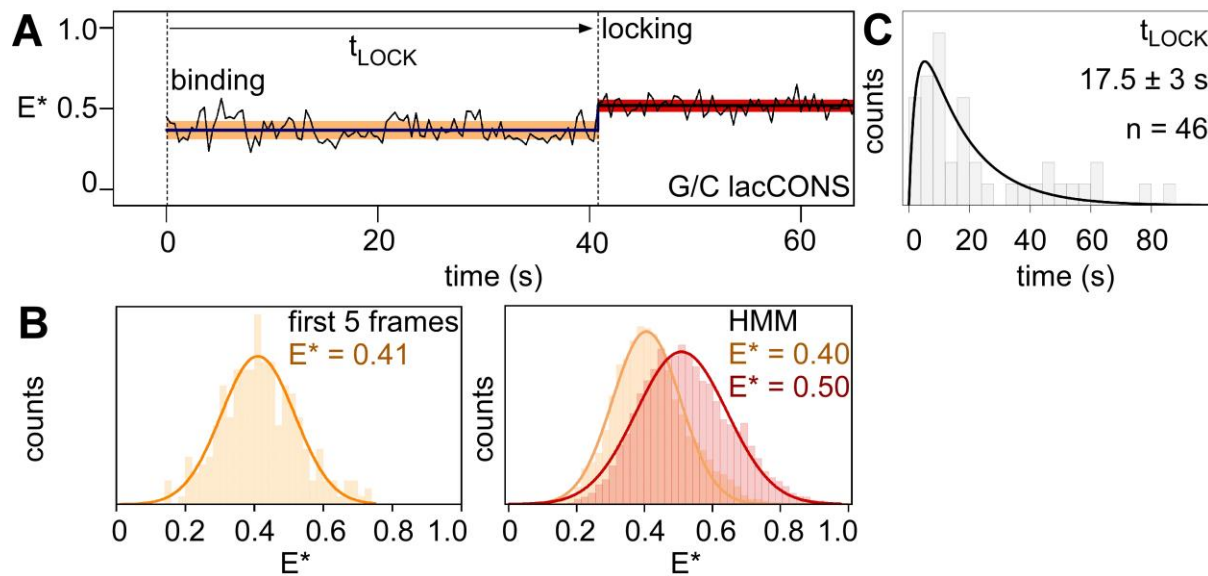 A
1.0
0.5
0
E*
binding
t_LOCK
locking
G/C lacCONS
0
20
40
60
time (s)
C
t_LOCK
17.5 ± 3 s
n = 46
counts
0
20
40
60
80
time (s)
B
first 5 frames
E* = 0.41
counts
0
0.2
0.4
0.6
0.8
1.0
E*
HMM
E* = 0.40
E* = 0.50
counts
0
0.2
0.4
0.6
0.8
1.0
E*